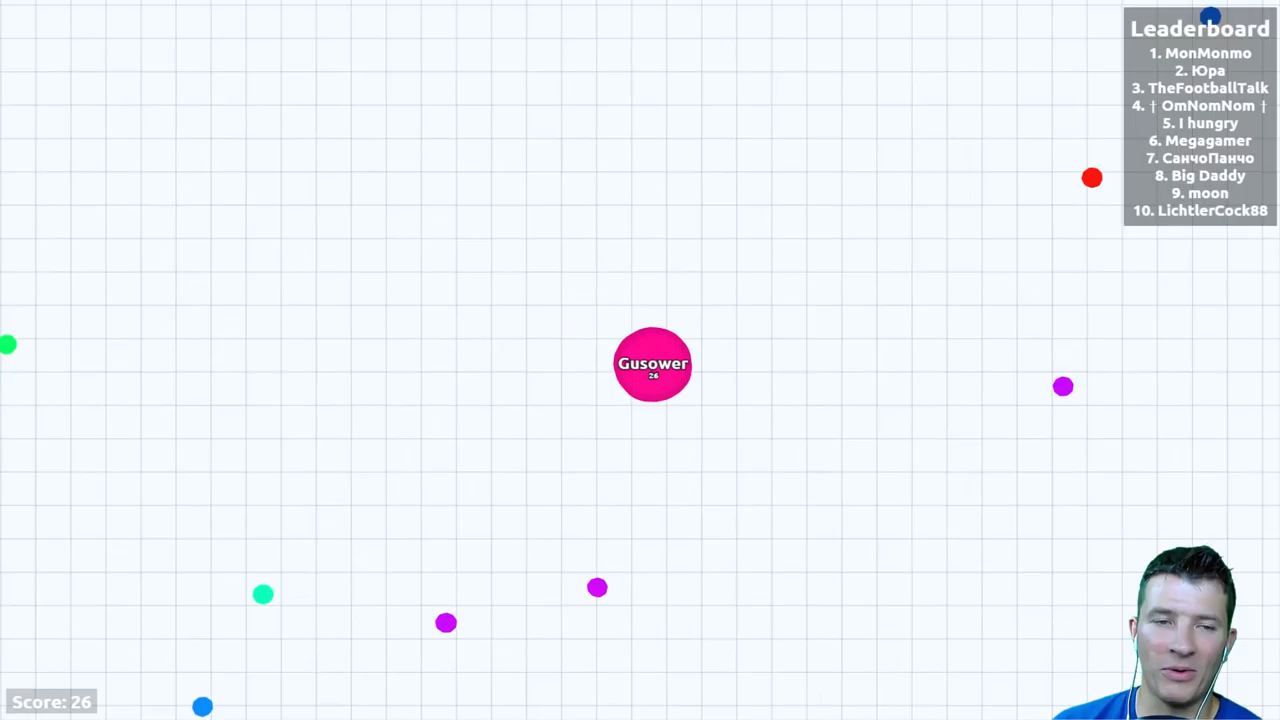 Leaderboard
1. MonMonmo
2. Юра
3. TheFootballTalk
4. † OmNomNom †
5. I hungry
6. Megagamer
7. СанчоПанчо
8. Big Daddy
9. moon
10. LichtlerCock88
Gusower
26
Score: 26